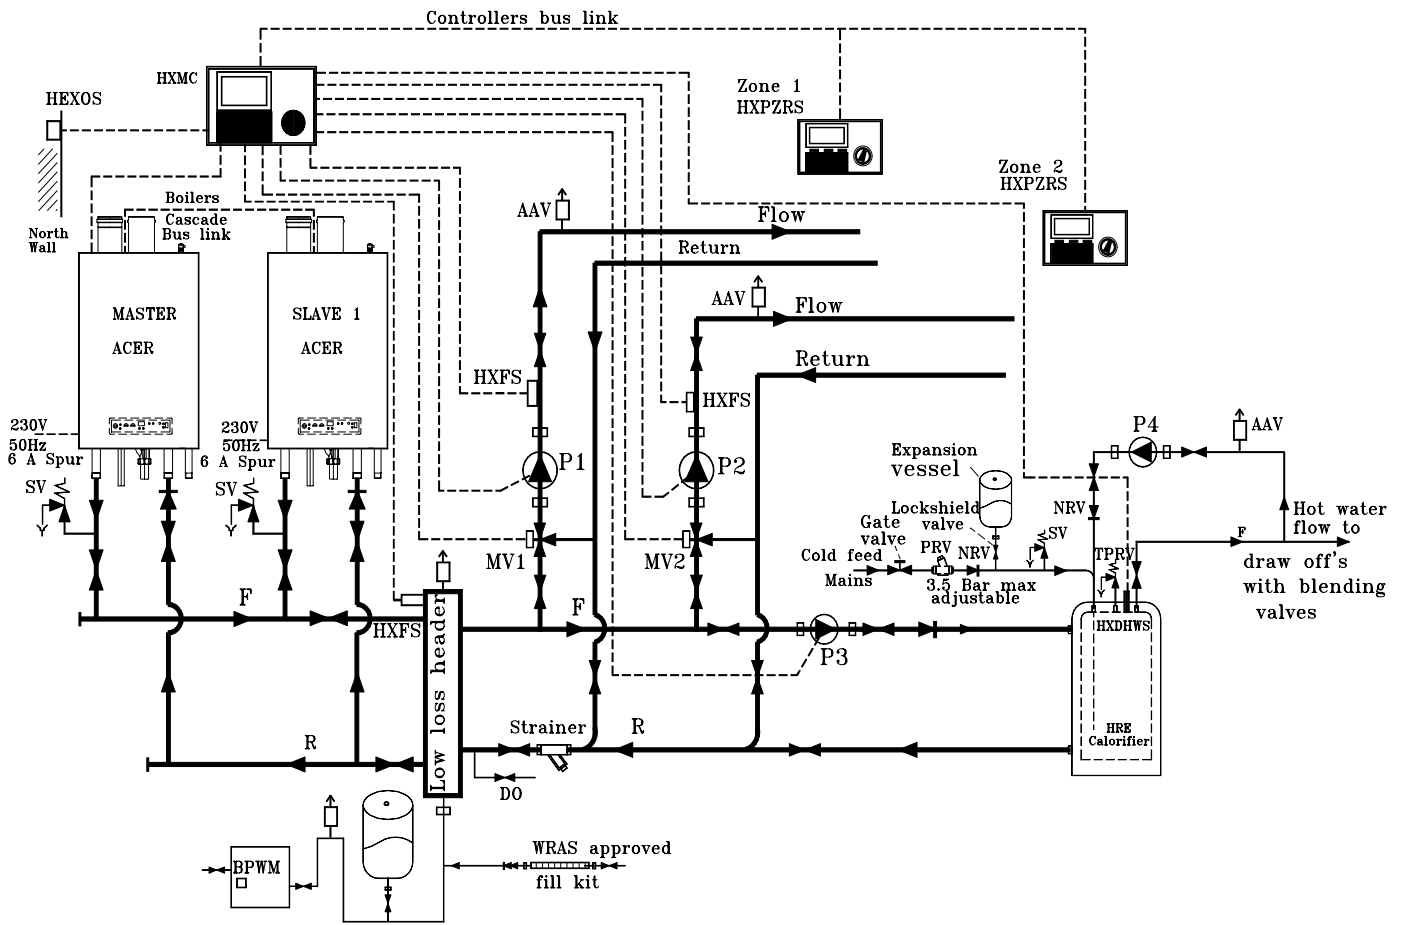 Controllers bus link
HXMC
HEXOS
Zone 1
HXPZRS
Zone 2
HXPZRS
Boilers
Cascade
Bus link
North
Wall
AAV
Flow
Return
AAV
Flow
Return
MASTER
ACER
SLAVE 1
ACER
HXFS
HXFS
230V
50Hz
6 A Spur
230V
50Hz
6 A Spur
SV
SV
P1
P2
P4
AAV
Expansion
vessel
Lockshield
valve
Gate
valve
PRV
NRV
SV
NRV
TPRV
Cold feed
Mains
3.5 Bar max
adjustable
F
Hot water
flow to
draw off's
with blending
valves
MV1
MV2
F
HXFS
Low loss header
F
P3
HXDHWS
HRE
Calorifier
R
Strainer
R
DO
BPWM
WRAS approved
fill kit